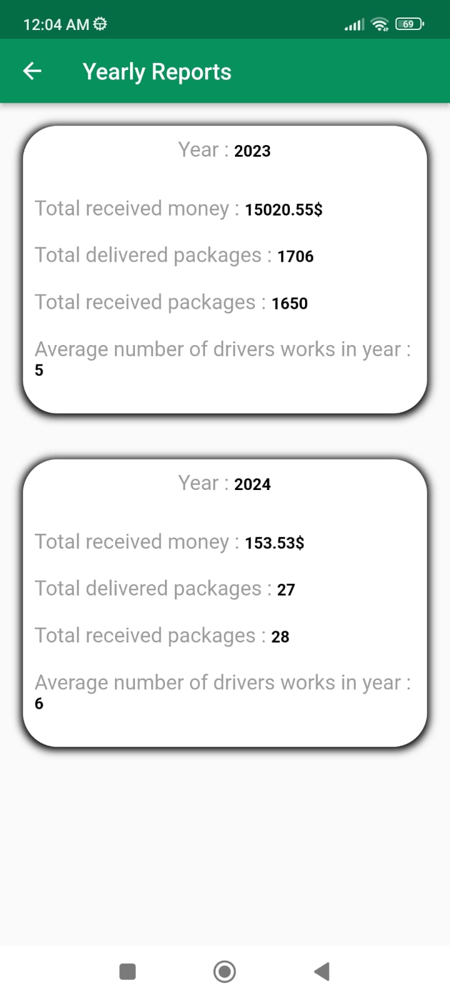 12:04 AM 69
Yearly Reports
Year : 2023
Total received money : 15020.55$
Total delivered packages : 1706
Total received packages : 1650
Average number of drivers works in year :
5
Year : 2024
Total received money : 153.53$
Total delivered packages : 27
Total received packages : 28
Average number of drivers works in year :
6